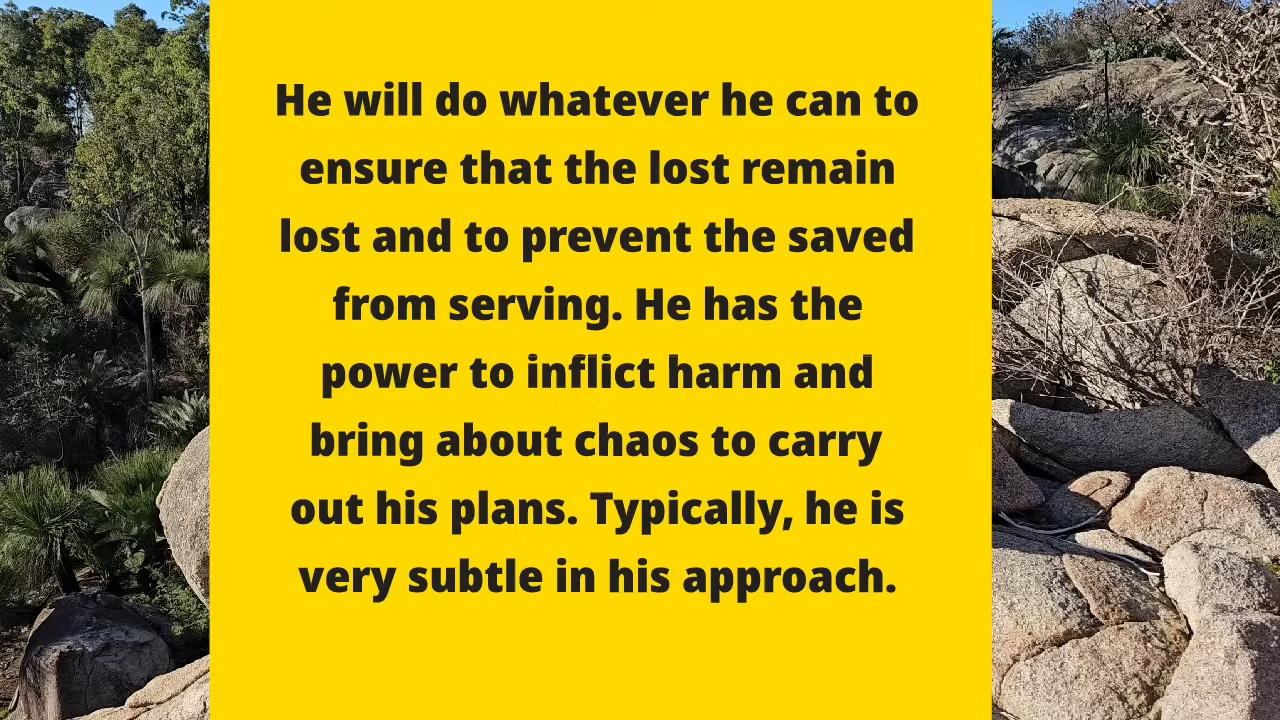 He will do whatever he can to
ensure that the lost remain
lost and to prevent the saved
from serving. He has the
power to inflict harm and
bring about chaos to carry
out his plans. Typically, he is
very subtle in his approach.